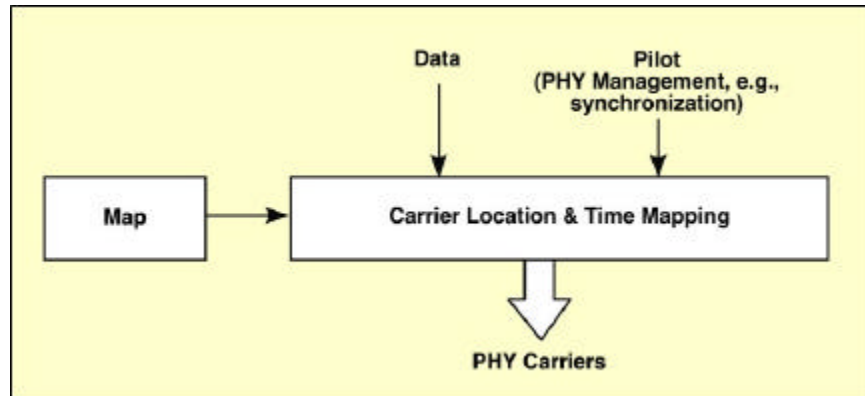 Data
Pilot
(PHY Management, e.g.,
synchronization)
Map
Carrier Location & Time Mapping
PHY Carriers